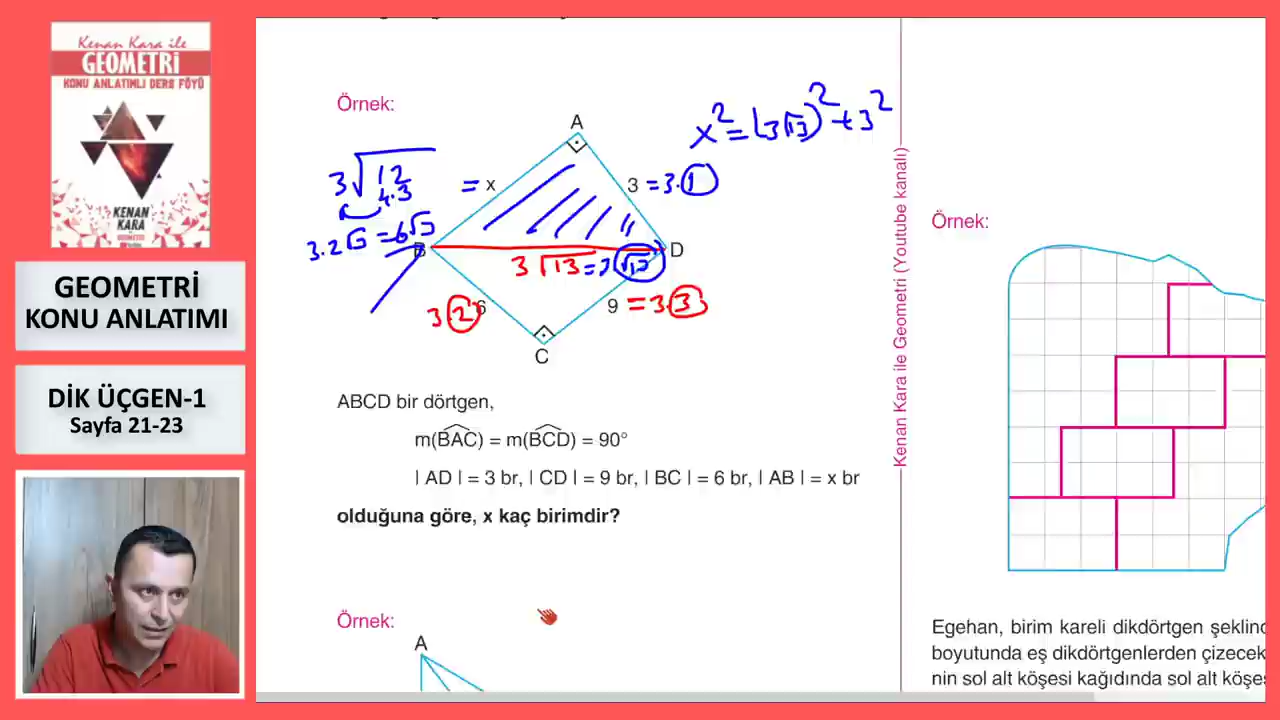 Kenan Kara ile
GEOMETRİ
KONU ANLATIMLI DERS FÖYÜ
KENAN
KARA
GEOMETRİ
KONU ANLATIMI
DİK ÜÇGEN-1
Sayfa 21-23
Örnek:
A
x² = (3√13)² + 3²
3√12
4.3
= x
3 = 3.1
3.2√3 = 6√3
B
D
3√13 = 3√13
3.2
6
9 = 3.3
C
ABCD bir dörtgen,
m(BAC) = m(BCD) = 90°
| AD | = 3 br, | CD | = 9 br, | BC | = 6 br, | AB | = x br
olduğuna göre, x kaç birimdir?
Örnek:
A
Kenan Kara ile Geometri (Youtube kanalı)
Örnek:
Egehan, birim kareli dikdörtgen şeklind
boyutunda eş dikdörtgenlerden çizecek
nin sol alt köşesi kağıdında sol alt köşes